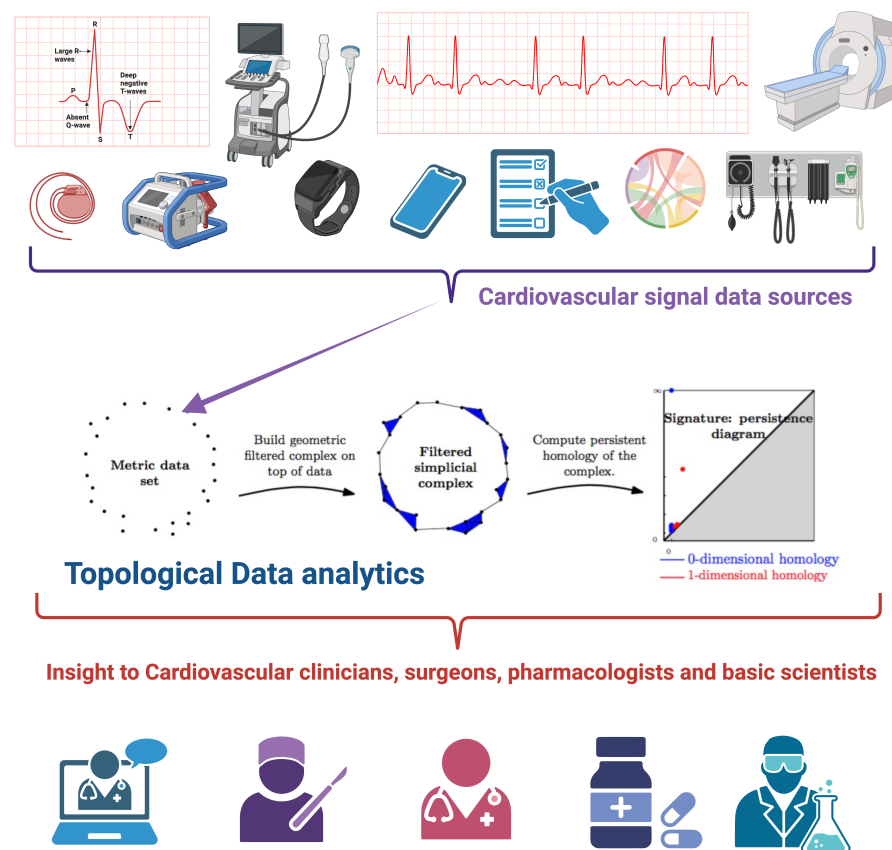 R
Large R-
waves
Deep
negative
T-waves
P
Absent
Q-wave
S
T
Cardiovascular signal data sources
Metric data
set
Build geometric
filtered complex on
top of data
Filtered
simplicial
complex
Compute persistent
homology of the
complex.
∞
Signature: persistence
diagram
0
0
0-dimensional homology
1-dimensional homology
Topological Data analytics
Insight to Cardiovascular clinicians, surgeons, pharmacologists and basic scientists